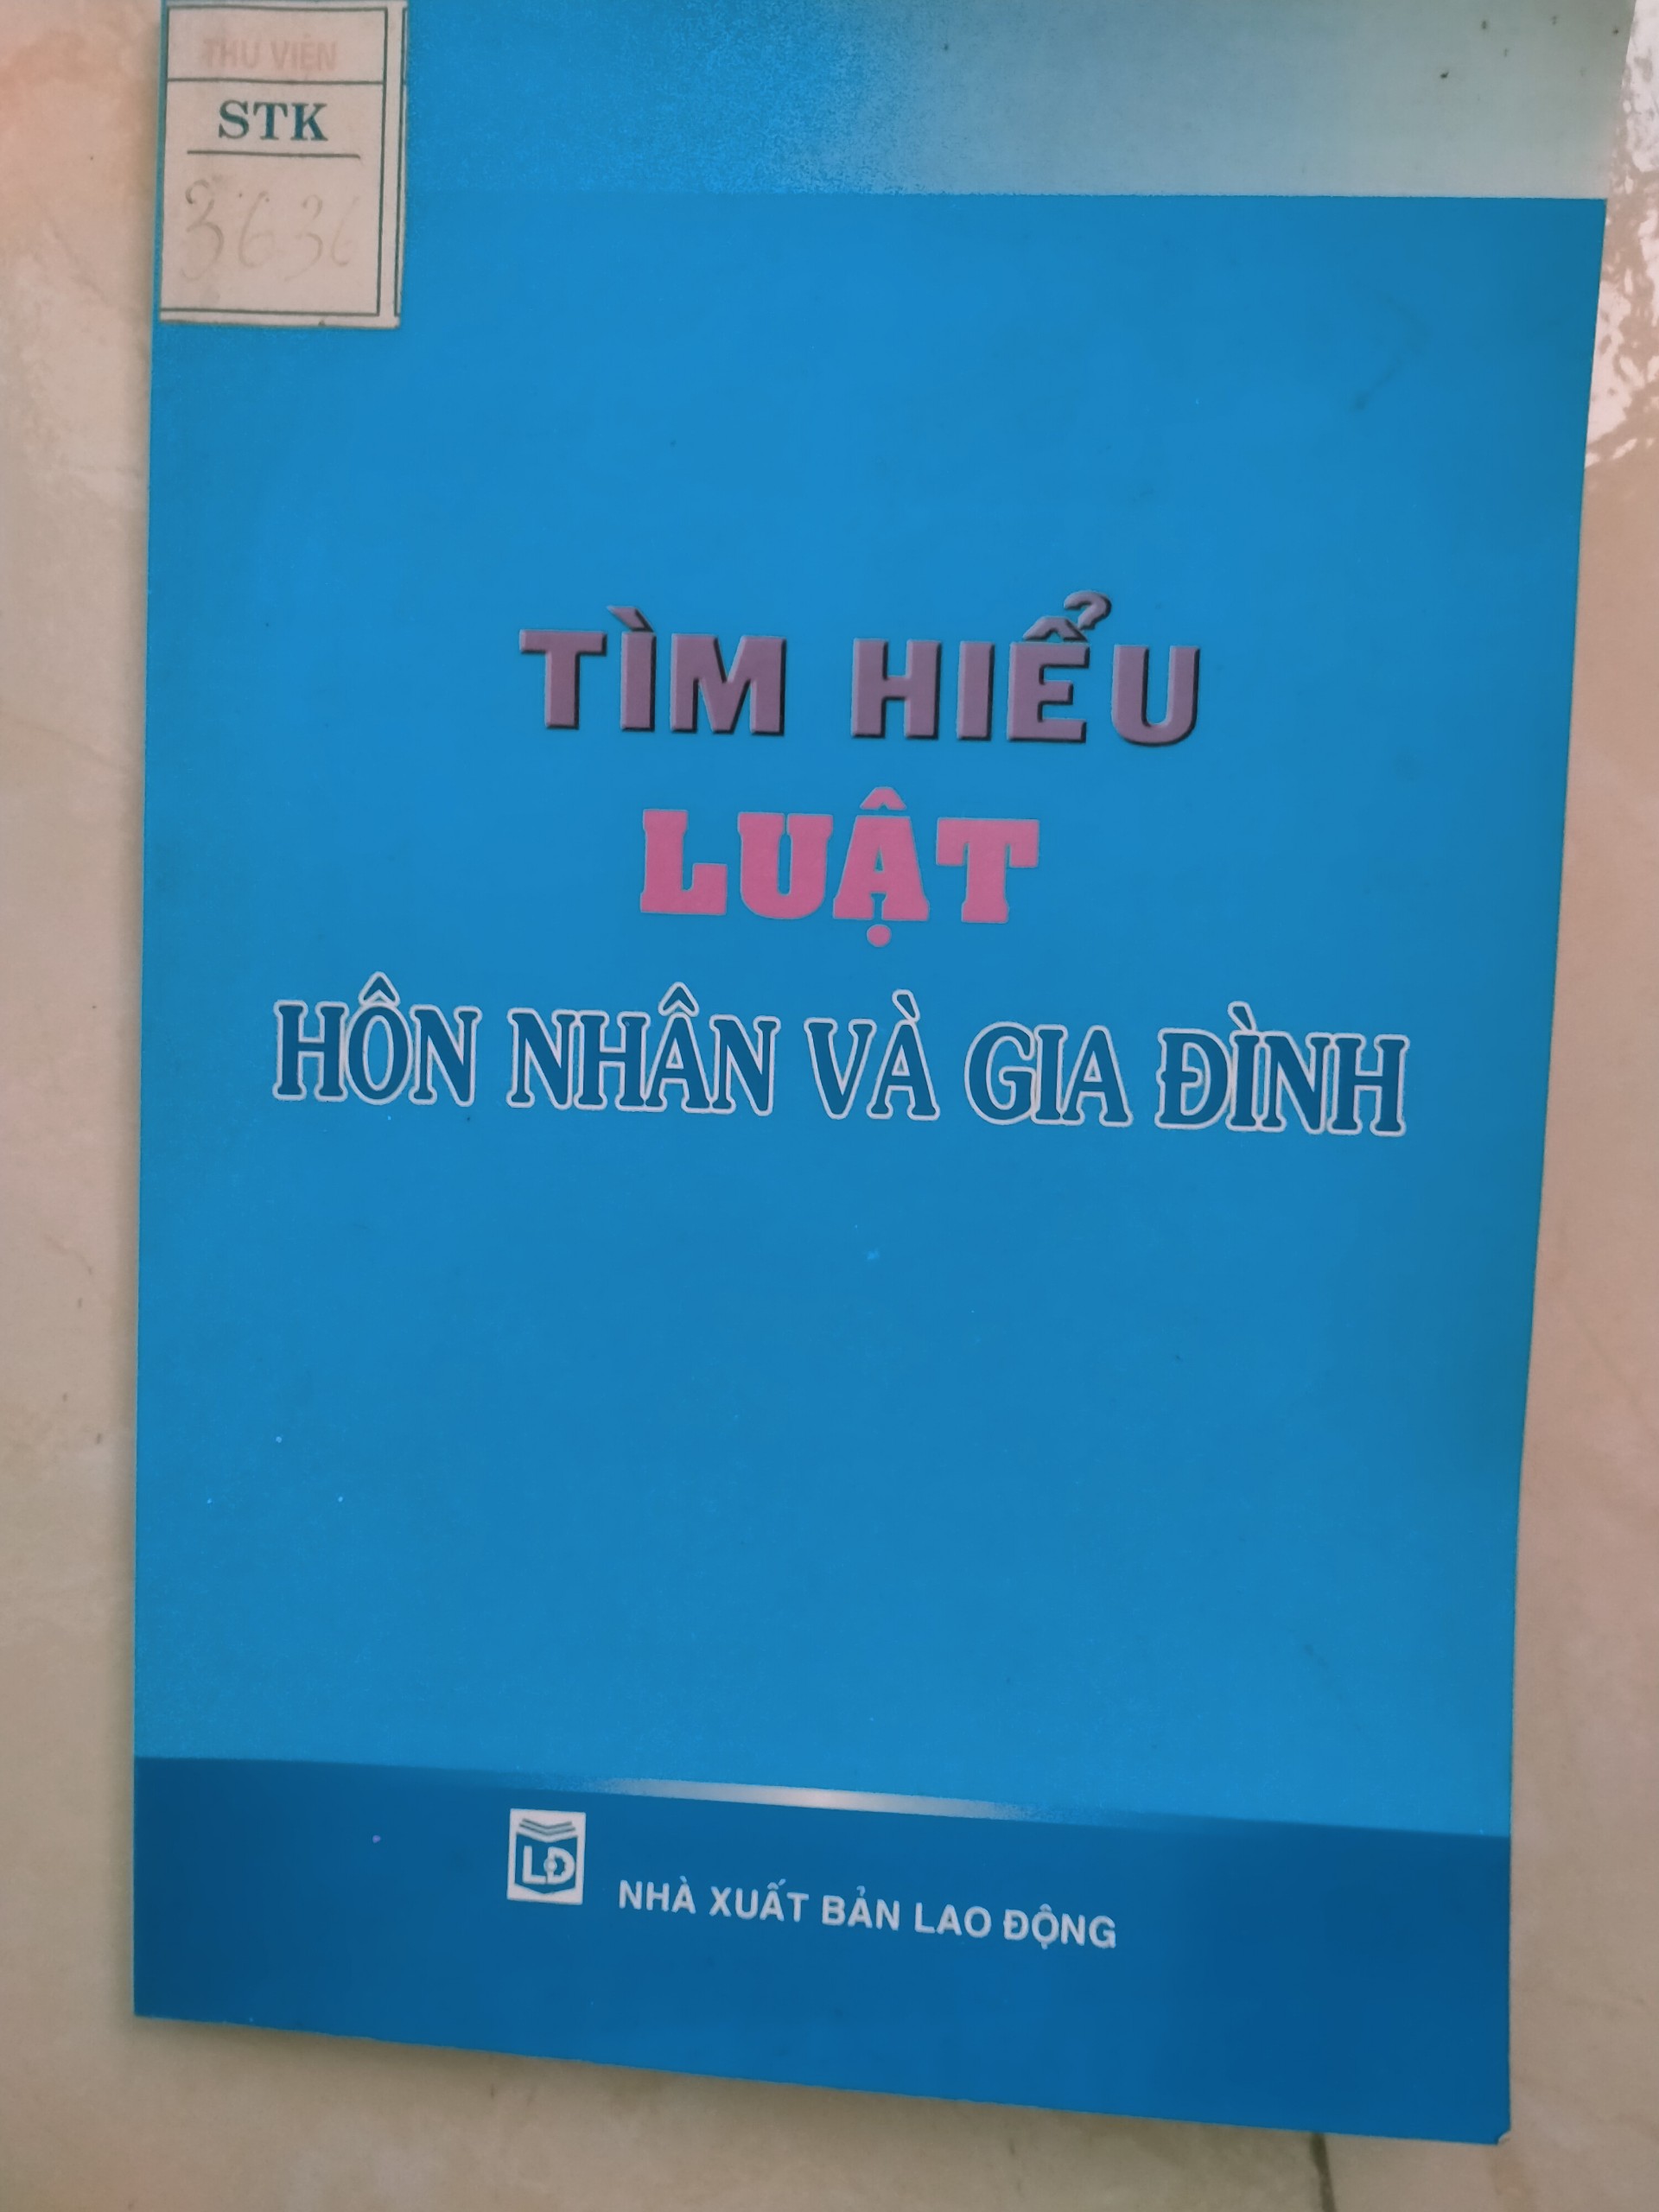 THƯ VIỆN
STK
3636
TÌM HIỂU
LUẬT
HÔN NHÂN VÀ GIA ĐÌNH
LĐ
NHÀ XUẤT BẢN LAO ĐỘNG